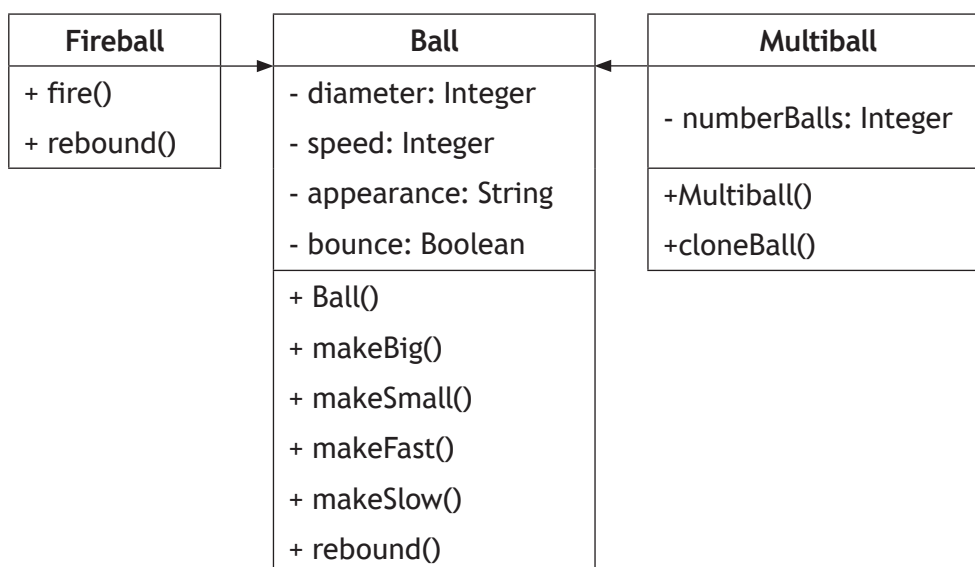 Fireball
+ fire()
+ rebound()
Ball
- diameter: Integer
- speed: Integer
- appearance: String
- bounce: Boolean
+ Ball()
+ makeBig()
+ makeSmall()
+ makeFast()
+ makeSlow()
+ rebound()
Multiball
- numberBalls: Integer
+Multiball()
+cloneBall()